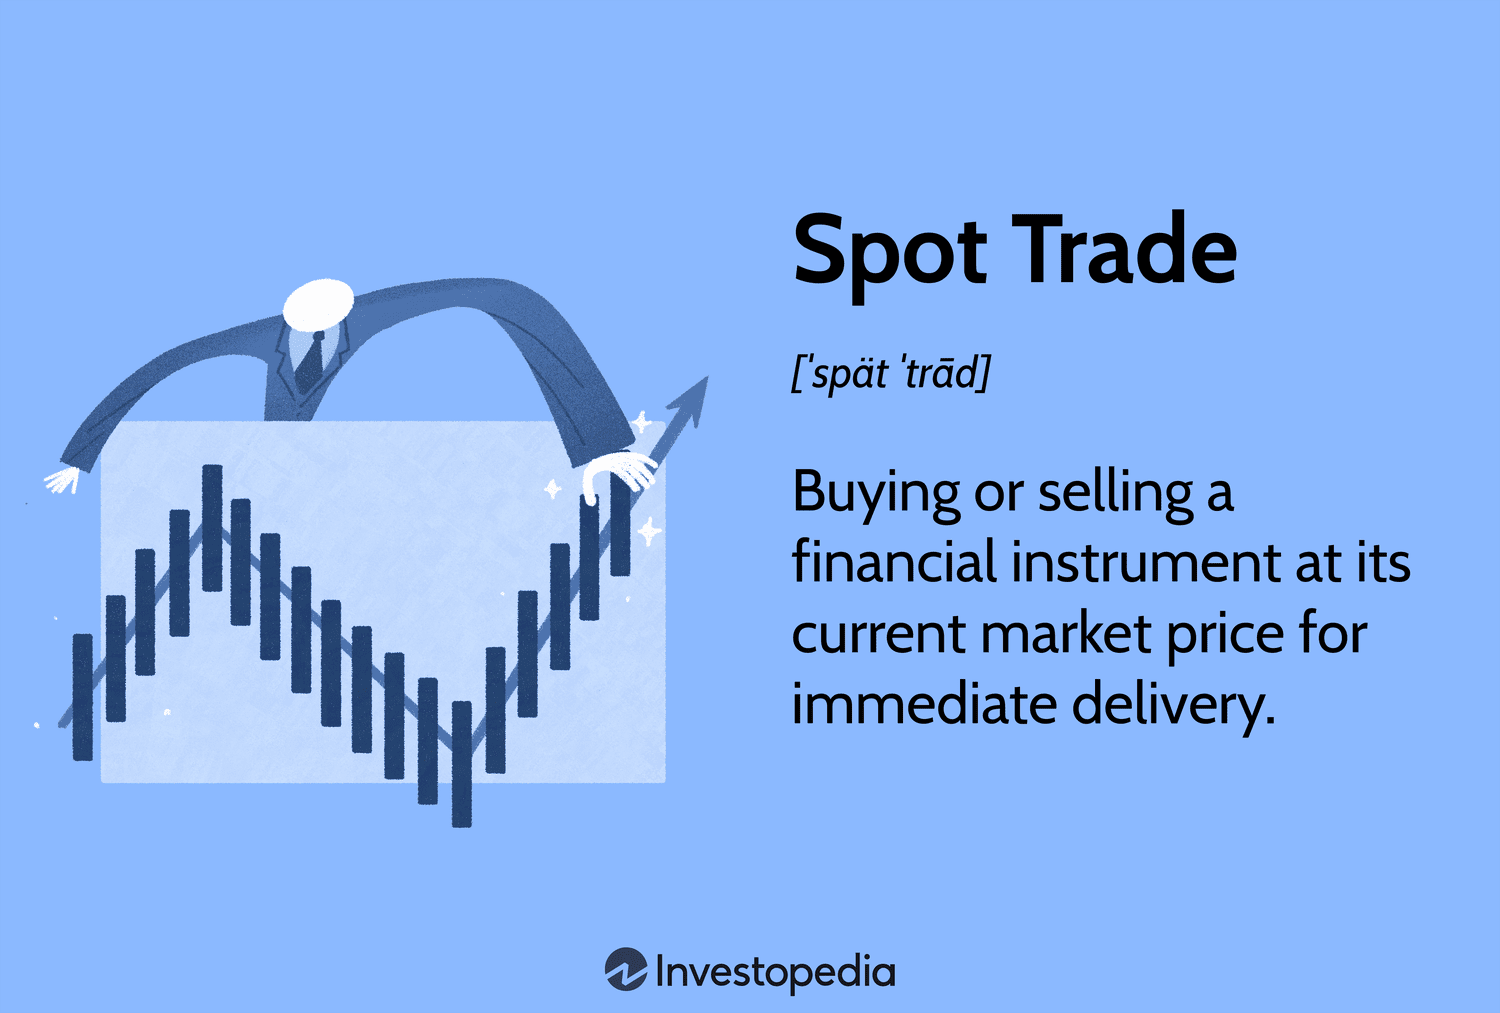 Spot Trade
[ˈspät ˈtrād]
Buying or selling a
financial instrument at its
current market price for
immediate delivery.
Investopedia